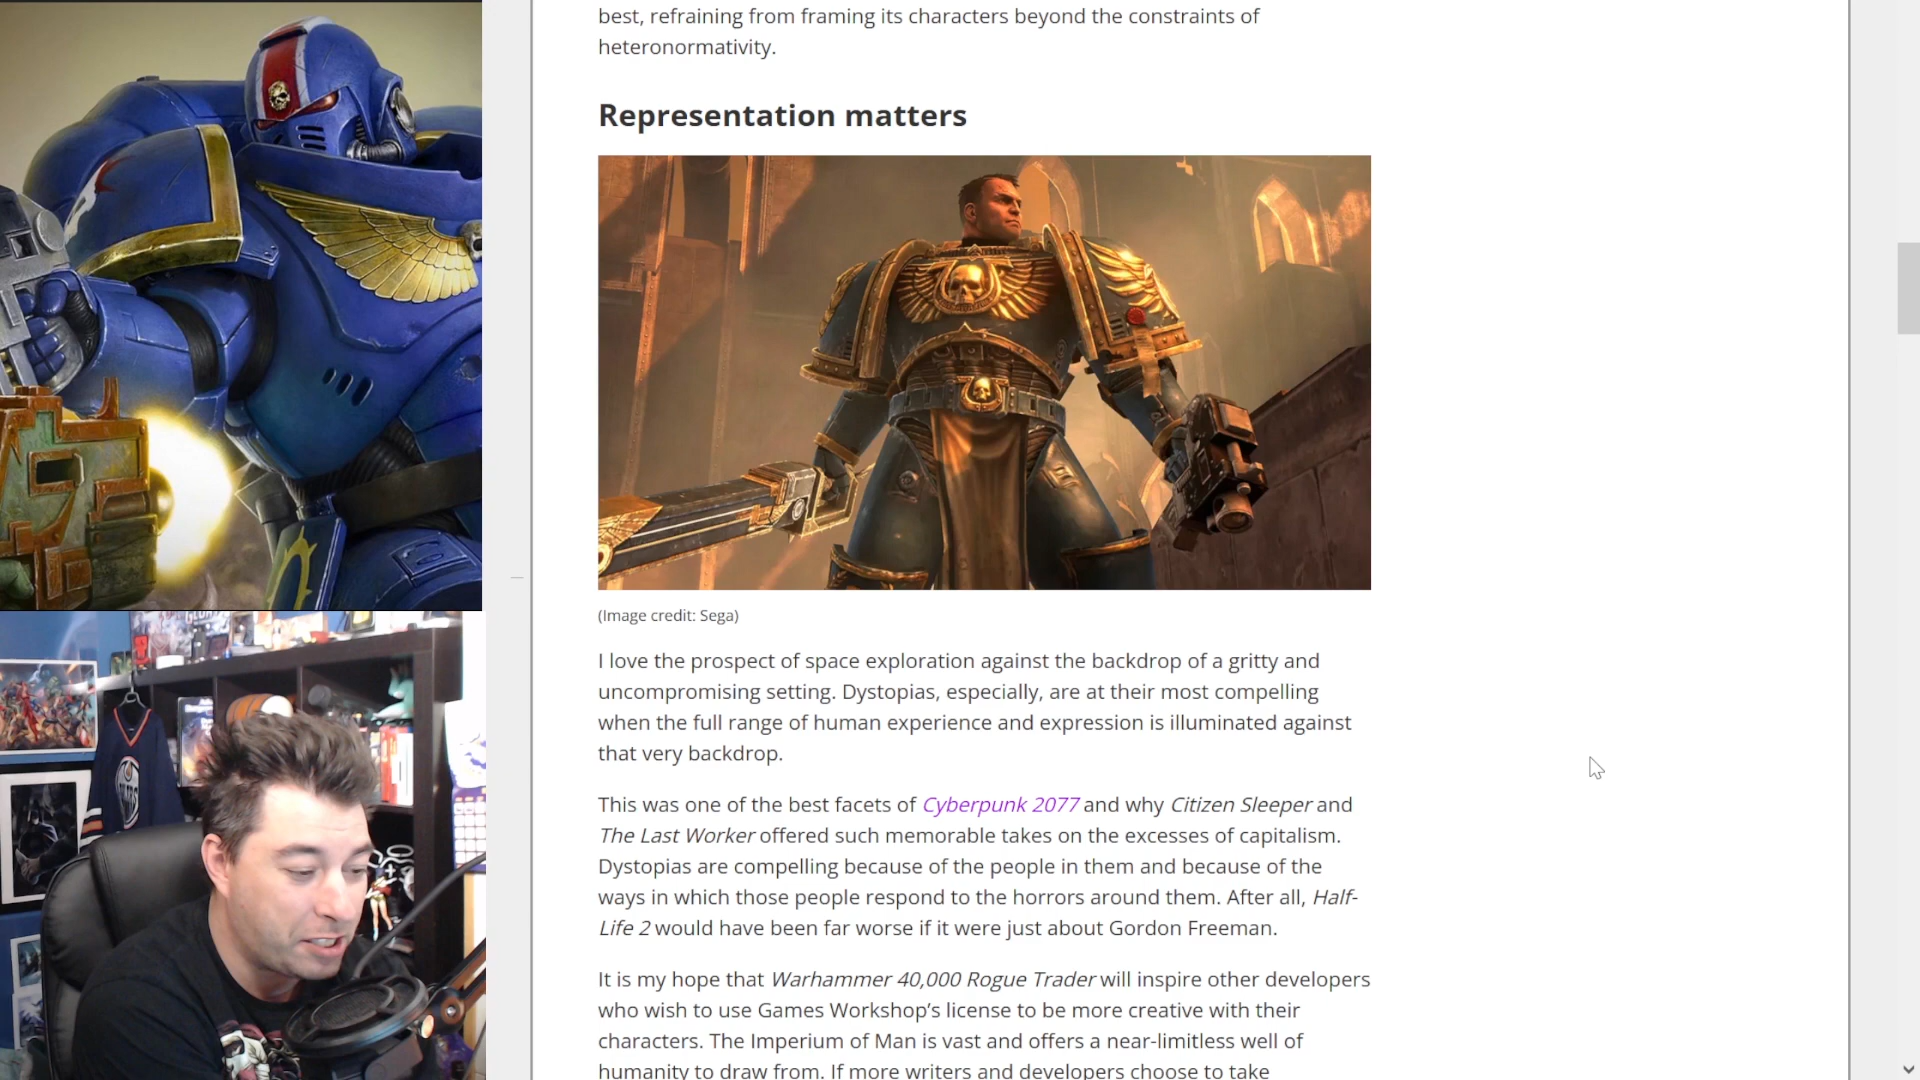 best, refraining from framing its characters beyond the constraints of
heteronormativity.
Representation matters
(Image credit: Sega)
I love the prospect of space exploration against the backdrop of a gritty and
uncompromising setting. Dystopias, especially, are at their most compelling
when the full range of human experience and expression is illuminated against
that very backdrop.
This was one of the best facets of Cyberpunk 2077 and why Citizen Sleeper and
The Last Worker offered such memorable takes on the excesses of capitalism.
Dystopias are compelling because of the people in them and because of the
ways in which those people respond to the horrors around them. After all, Half-
Life 2 would have been far worse if it were just about Gordon Freeman.
It is my hope that Warhammer 40,000 Rogue Trader will inspire other developers
who wish to use Games Workshop’s license to be more creative with their
characters. The Imperium of Man is vast and offers a near-limitless well of
humanity to draw from. If more writers and developers choose to take